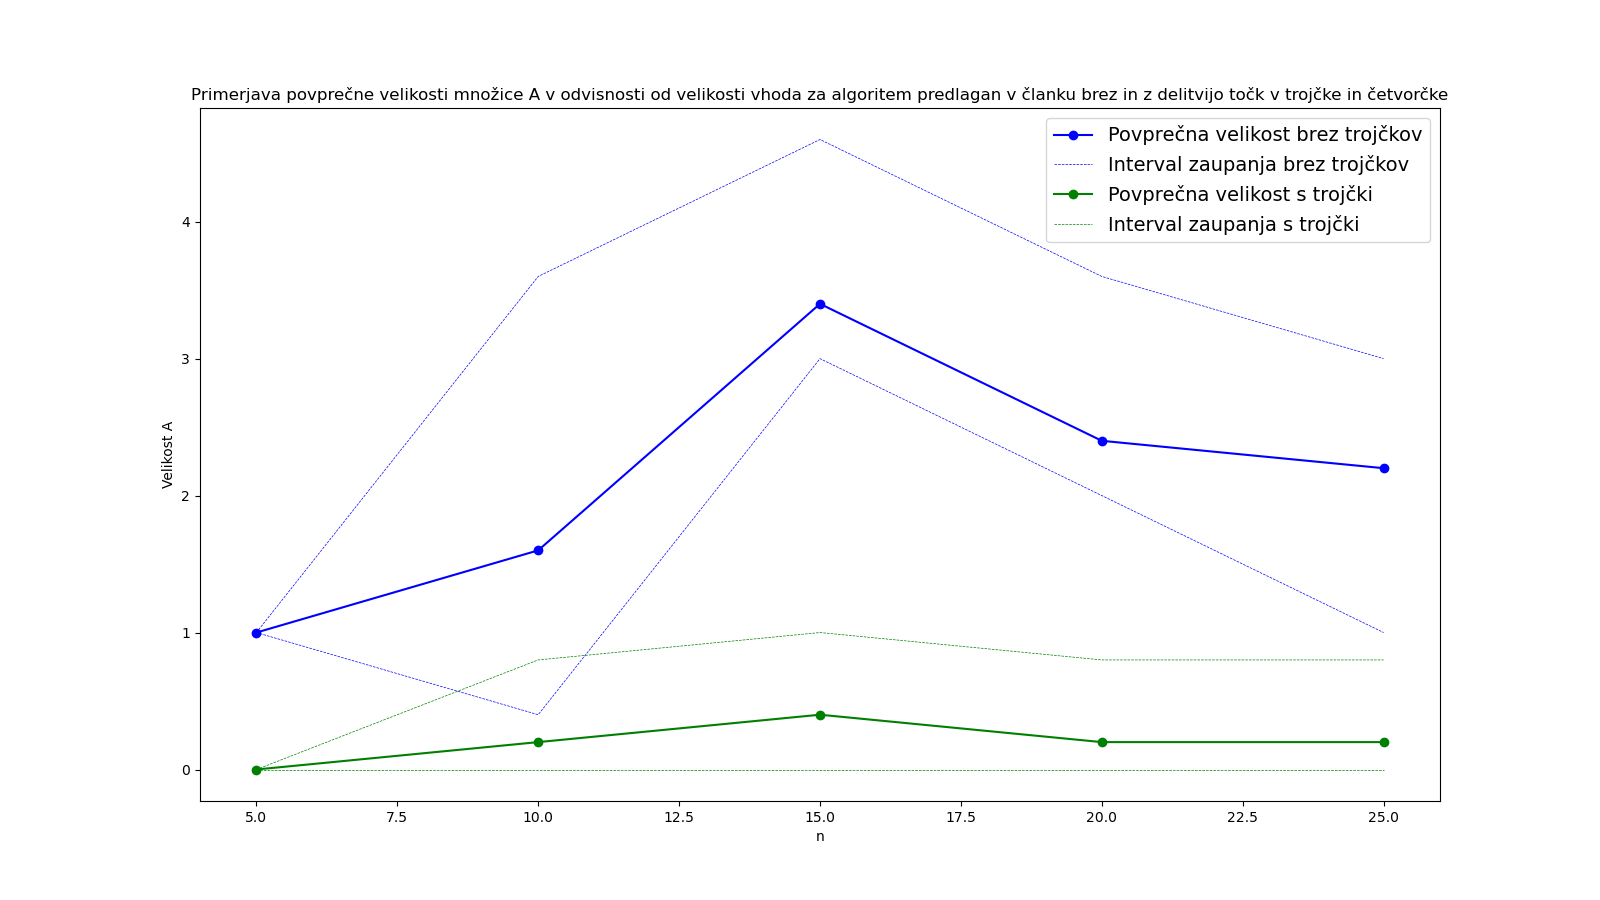 Primerjava povprečne velikosti množice A v odvisnosti od velikosti vhoda za algoritem predlagan v članku brez in z delitvijo točk v trojčke in četvorčke
Povprečna velikost brez trojčkov
Interval zaupanja brez trojčkov
Povprečna velikost s trojčki
Interval zaupanja s trojčki
Velikost A
4
3
2
1
0
5.0 7.5 10.0 12.5 15.0 17.5 20.0 22.5 25.0
n